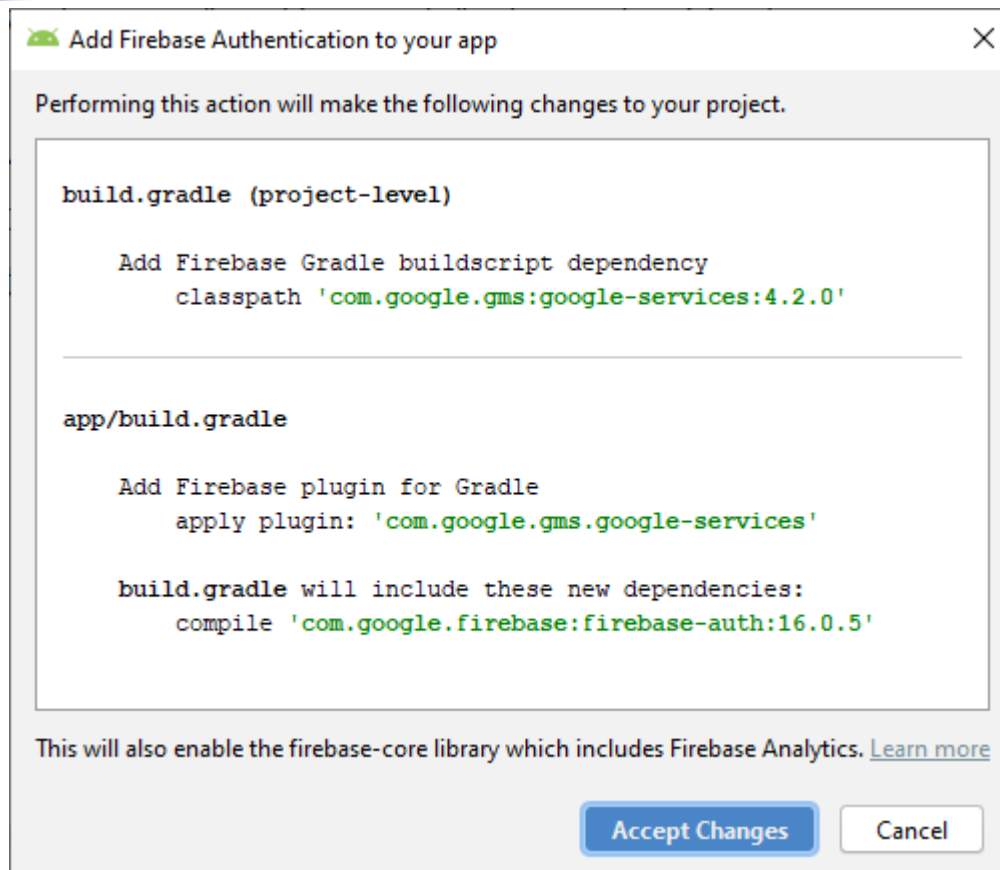 Add Firebase Authentication to your app
Performing this action will make the following changes to your project.
build.gradle (project-level)
Add Firebase Gradle buildscript dependency
classpath 'com.google.gms:google-services:4.2.0'
app/build.gradle
Add Firebase plugin for Gradle
apply plugin: 'com.google.gms.google-services'
build.gradle will include these new dependencies:
compile 'com.google.firebase:firebase-auth:16.0.5'
This will also enable the firebase-core library which includes Firebase Analytics. Learn more
Accept Changes Cancel